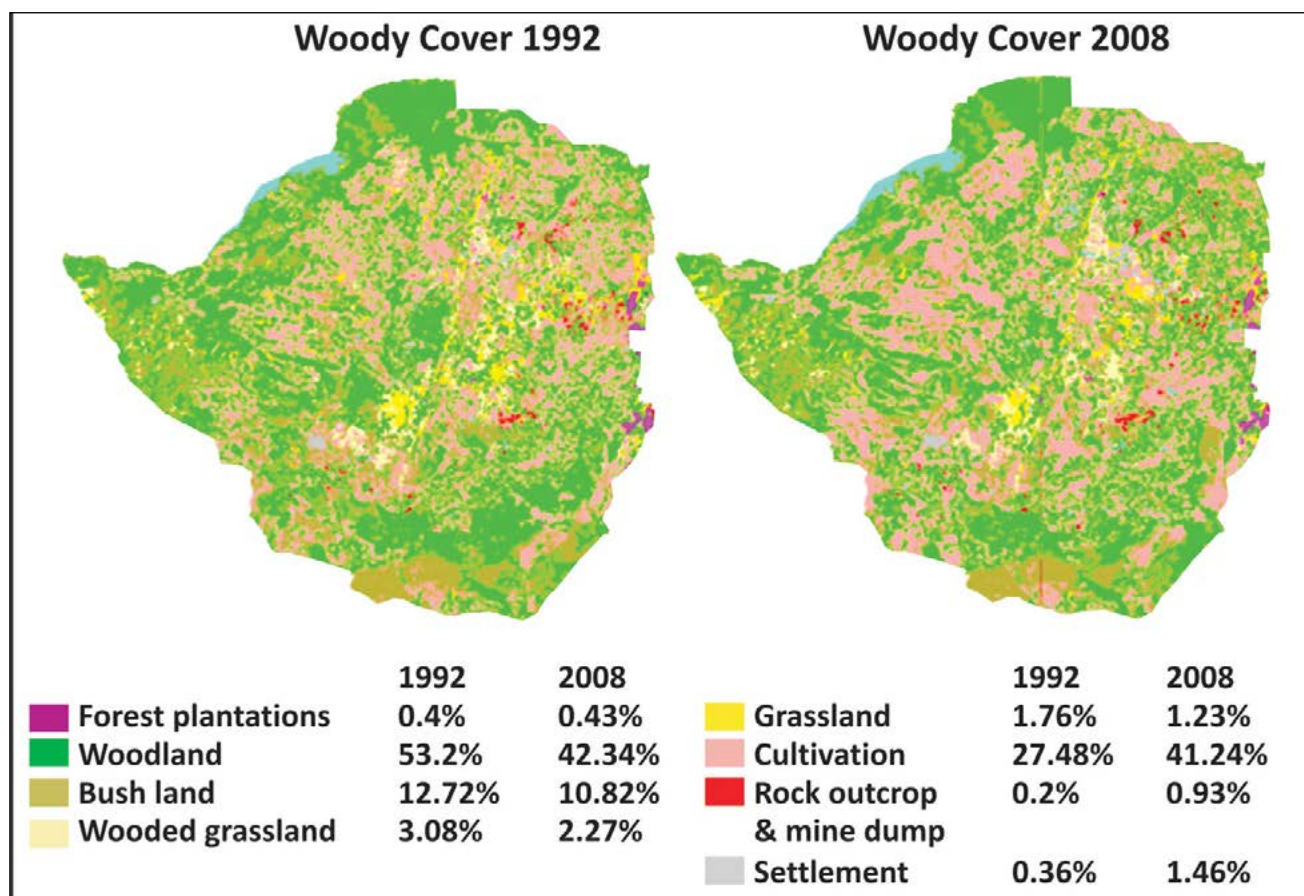 Woody Cover 1992
Woody Cover 2008
1992 2008
Forest plantations 0.4% 0.43%
Woodland 53.2% 42.34%
Bush land 12.72% 10.82%
Wooded grassland 3.08% 2.27%
1992 2008
Grassland 1.76% 1.23%
Cultivation 27.48% 41.24%
Rock outcrop 0.2% 0.93%
& mine dump
Settlement 0.36% 1.46%